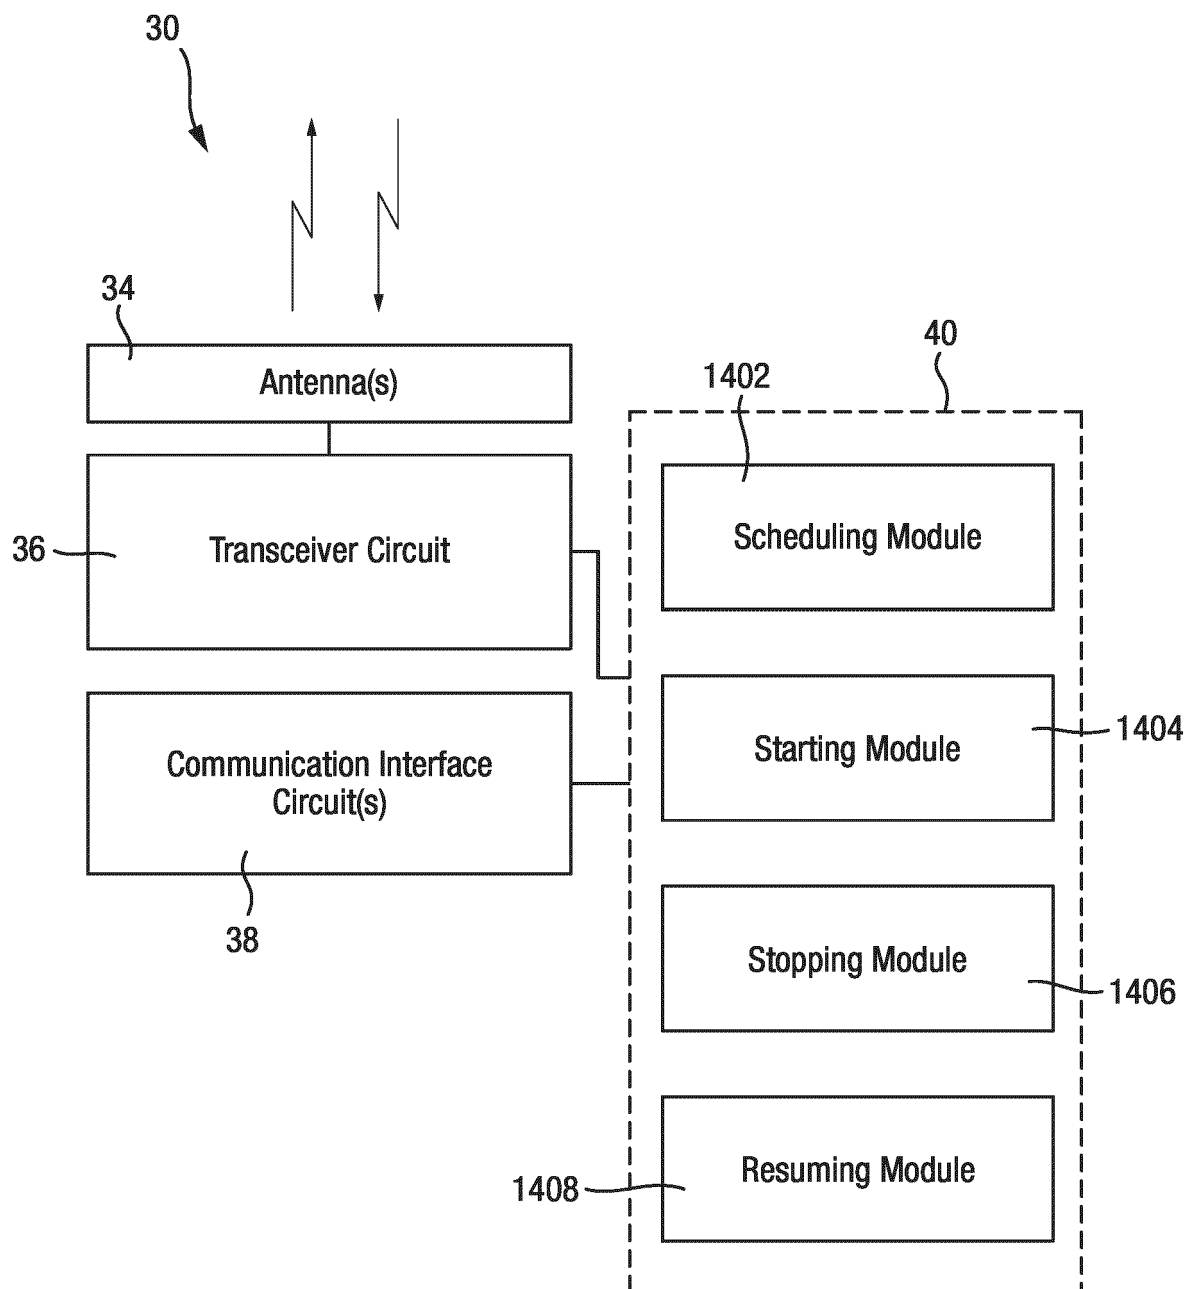 30
34
Antenna(s)
40
1402
Scheduling Module
36
Transceiver Circuit
1404
Starting Module
Communication Interface
Circuit(s)
38
Stopping Module
1406
Resuming Module
1408